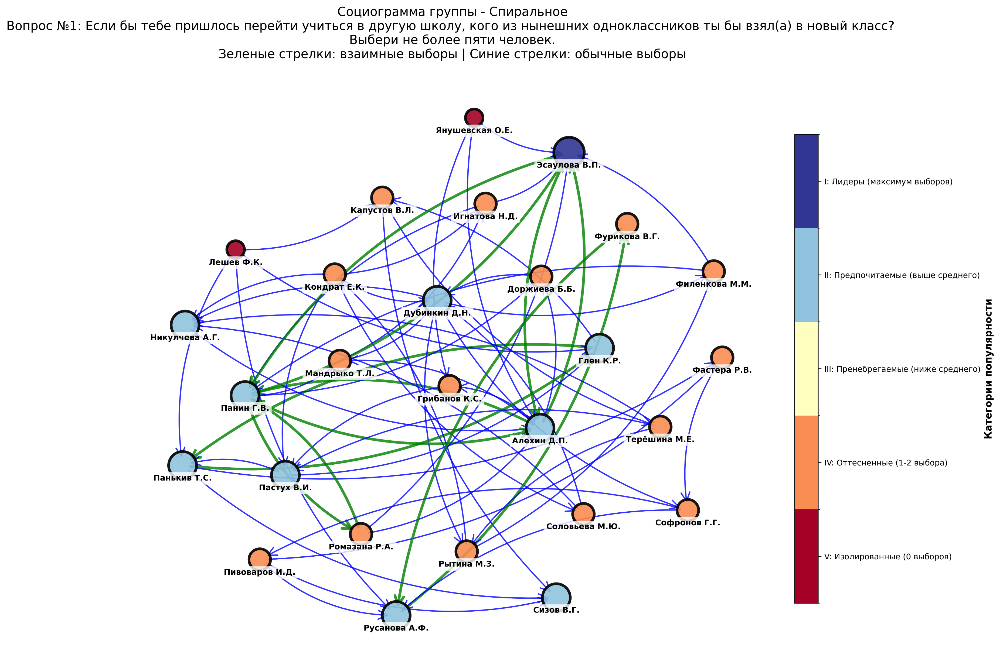 Социограмма группы - Спиральное
Вопрос №1: Если бы тебе пришлось перейти учиться в другую школу, кого из нынешних одноклассников ты бы взял(а) в новый класс?
Выбери не более пяти человек.
Зеленые стрелки: взаимные выборы | Синие стрелки: обычные выборы
Янушевская О.Е.
Эсаулова В.П.
Капустов В.Л.
Игнатова Н.Д.
Фурикова В.Г.
Лешев Ф.К.
Кондрат Е.К.
Доржиева Б.Б.
Филенкова М.М.
Дубинкин Д.Н.
Никулчева А.Г.
Глен К.Р.
Мандрыко Т.Л.
Фастера Р.В.
Грибанов К.С.
Панин Г.В.
Алехин Д.П.
Терёшина М.Е.
Панькив Т.С.
Пастух В.И.
Соловьева М.Ю.
Софронов Г.Г.
Ромазана Р.А.
Рытина М.З.
Пивоваров И.Д.
Сизов В.Г.
Русанова А.Ф.
I: Лидеры (максимум выборов)
II: Предпочитаемые (выше среднего)
III: Пренебрегаемые (ниже среднего)
IV: Оттесненные (1-2 выбора)
V: Изолированные (0 выборов)
Категории популярности